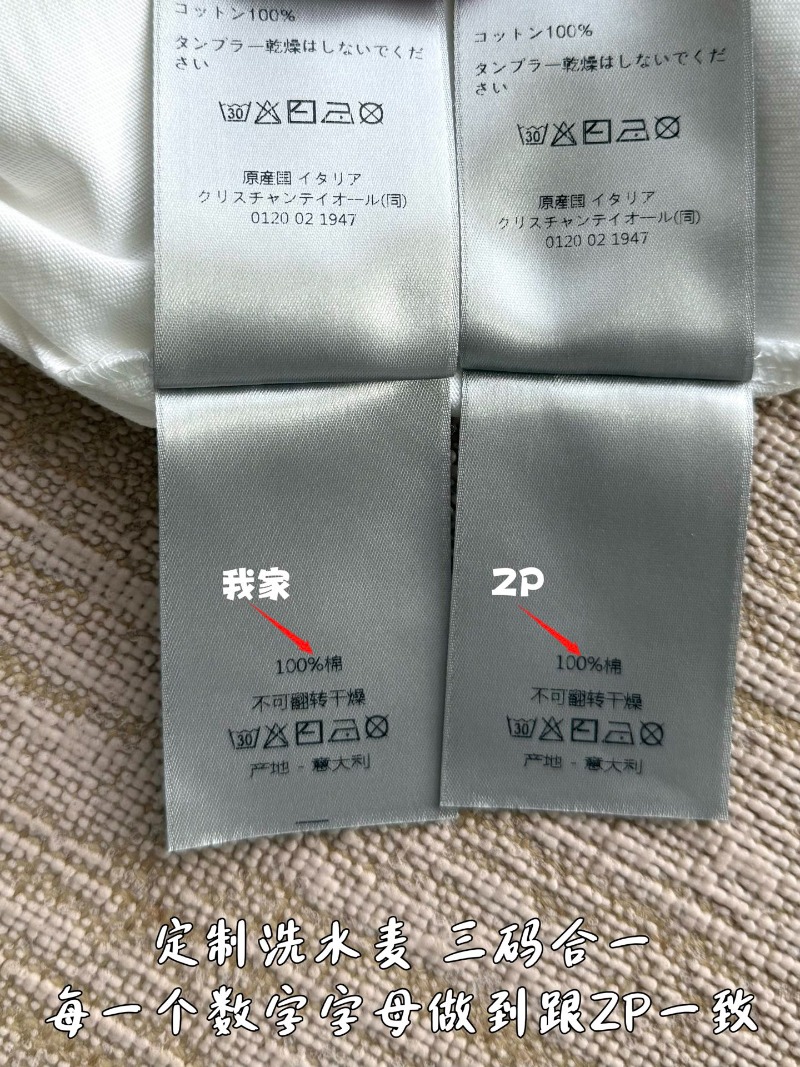 コットン100%
タンブラー乾燥はしないでくだ
さい
30
原産国 イタリア
クリスチャンテイオール(同)
0120 02 1947
コットン100%
タンブラー乾燥はしないでくだ
さい
30
原産国 イタリア
クリスチャンテイオール(同)
0120 02 1947
我家
100%棉
不可翻转干燥
30
产地 - 意大利
ZP
100%棉
不可翻转干燥
30
产地 - 意大利
定制洗水麦 三码合一
每一个数字字母做到跟ZP一致